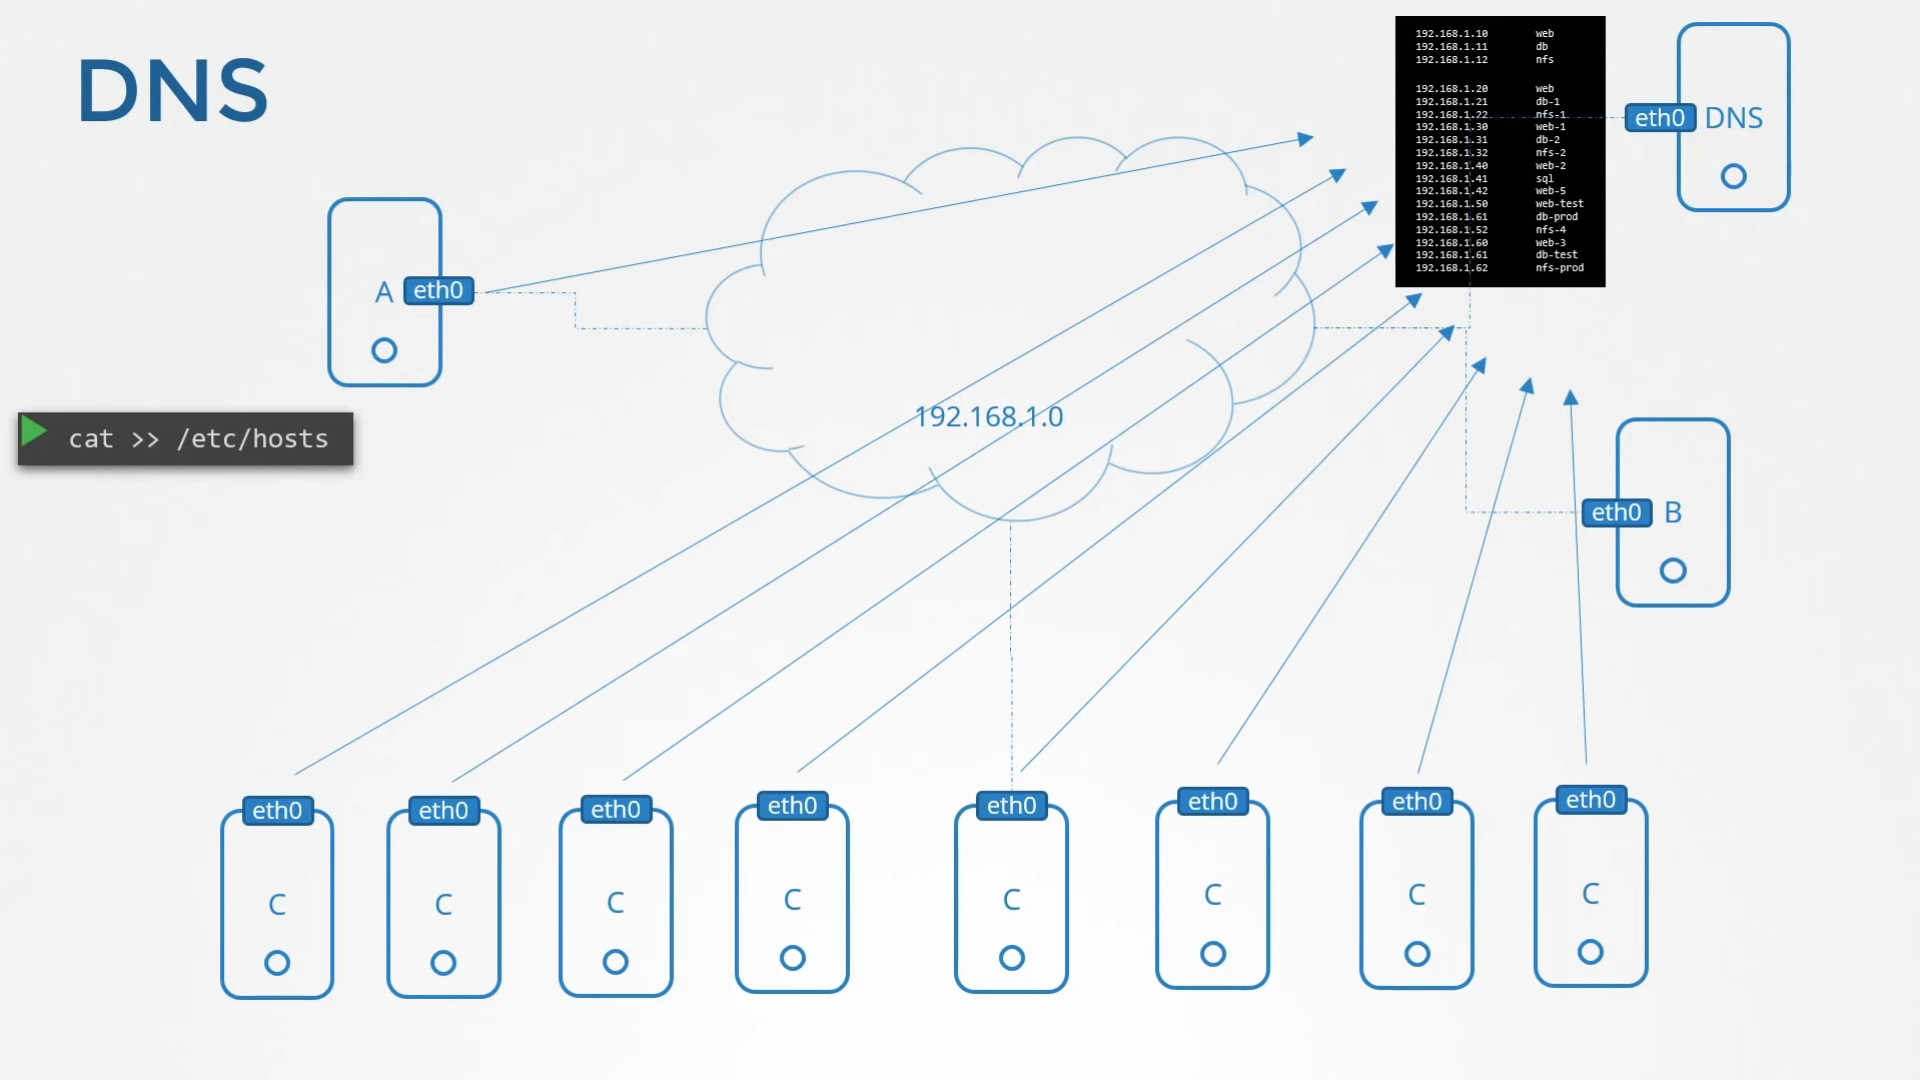 DNS
192.168.1.10 web
192.168.1.11 db
192.168.1.12 nfs
192.168.1.20 web
192.168.1.21 db-1
192.168.1.22 nfs-1
192.168.1.30 web-1
192.168.1.31 db-2
192.168.1.32 nfs-2
192.168.1.40 web-2
192.168.1.41 sql
192.168.1.42 web-5
192.168.1.50 web-test
192.168.1.61 db-prod
192.168.1.52 nfs-4
192.168.1.60 web-3
192.168.1.61 db-test
192.168.1.62 nfs-prod
eth0 DNS
A eth0
192.168.1.0
cat >> /etc/hosts
eth0 B
eth0 eth0 eth0 eth0 eth0 eth0 eth0 eth0
C C C C C C C C